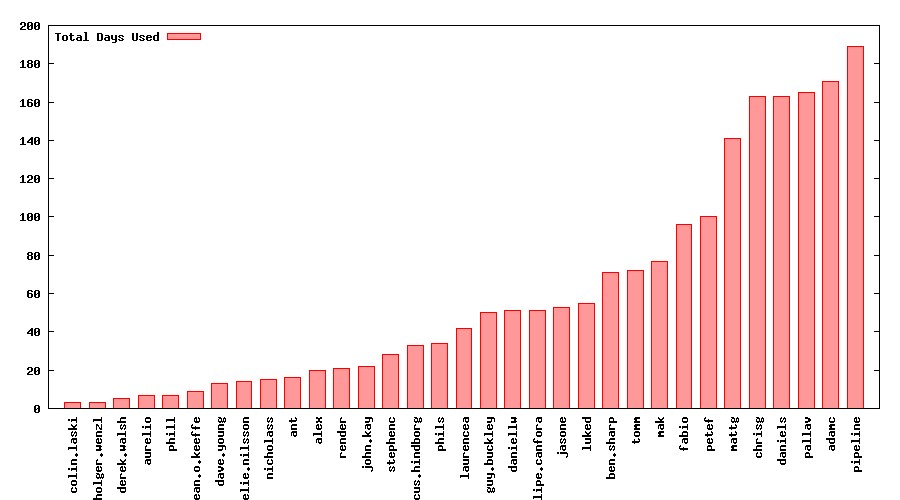 200
Total Days Used
180
160
140
120
100
80
60
40
20
0
colin.laski
holger.wenzl
derek.walsh
aurelio
phill
ean.o.keeffe
dave.young
elie.nilsson
nicholass
ant
alex
render
john.kay
stephenc
cus.hindborg
phils
laurencea
guy.buckley
daniellw
lipe.canfora
jasone
luked
ben.sharp
tomm
mak
fabio
petef
mattg
chrisg
daniels
pallav
adamc
pipeline